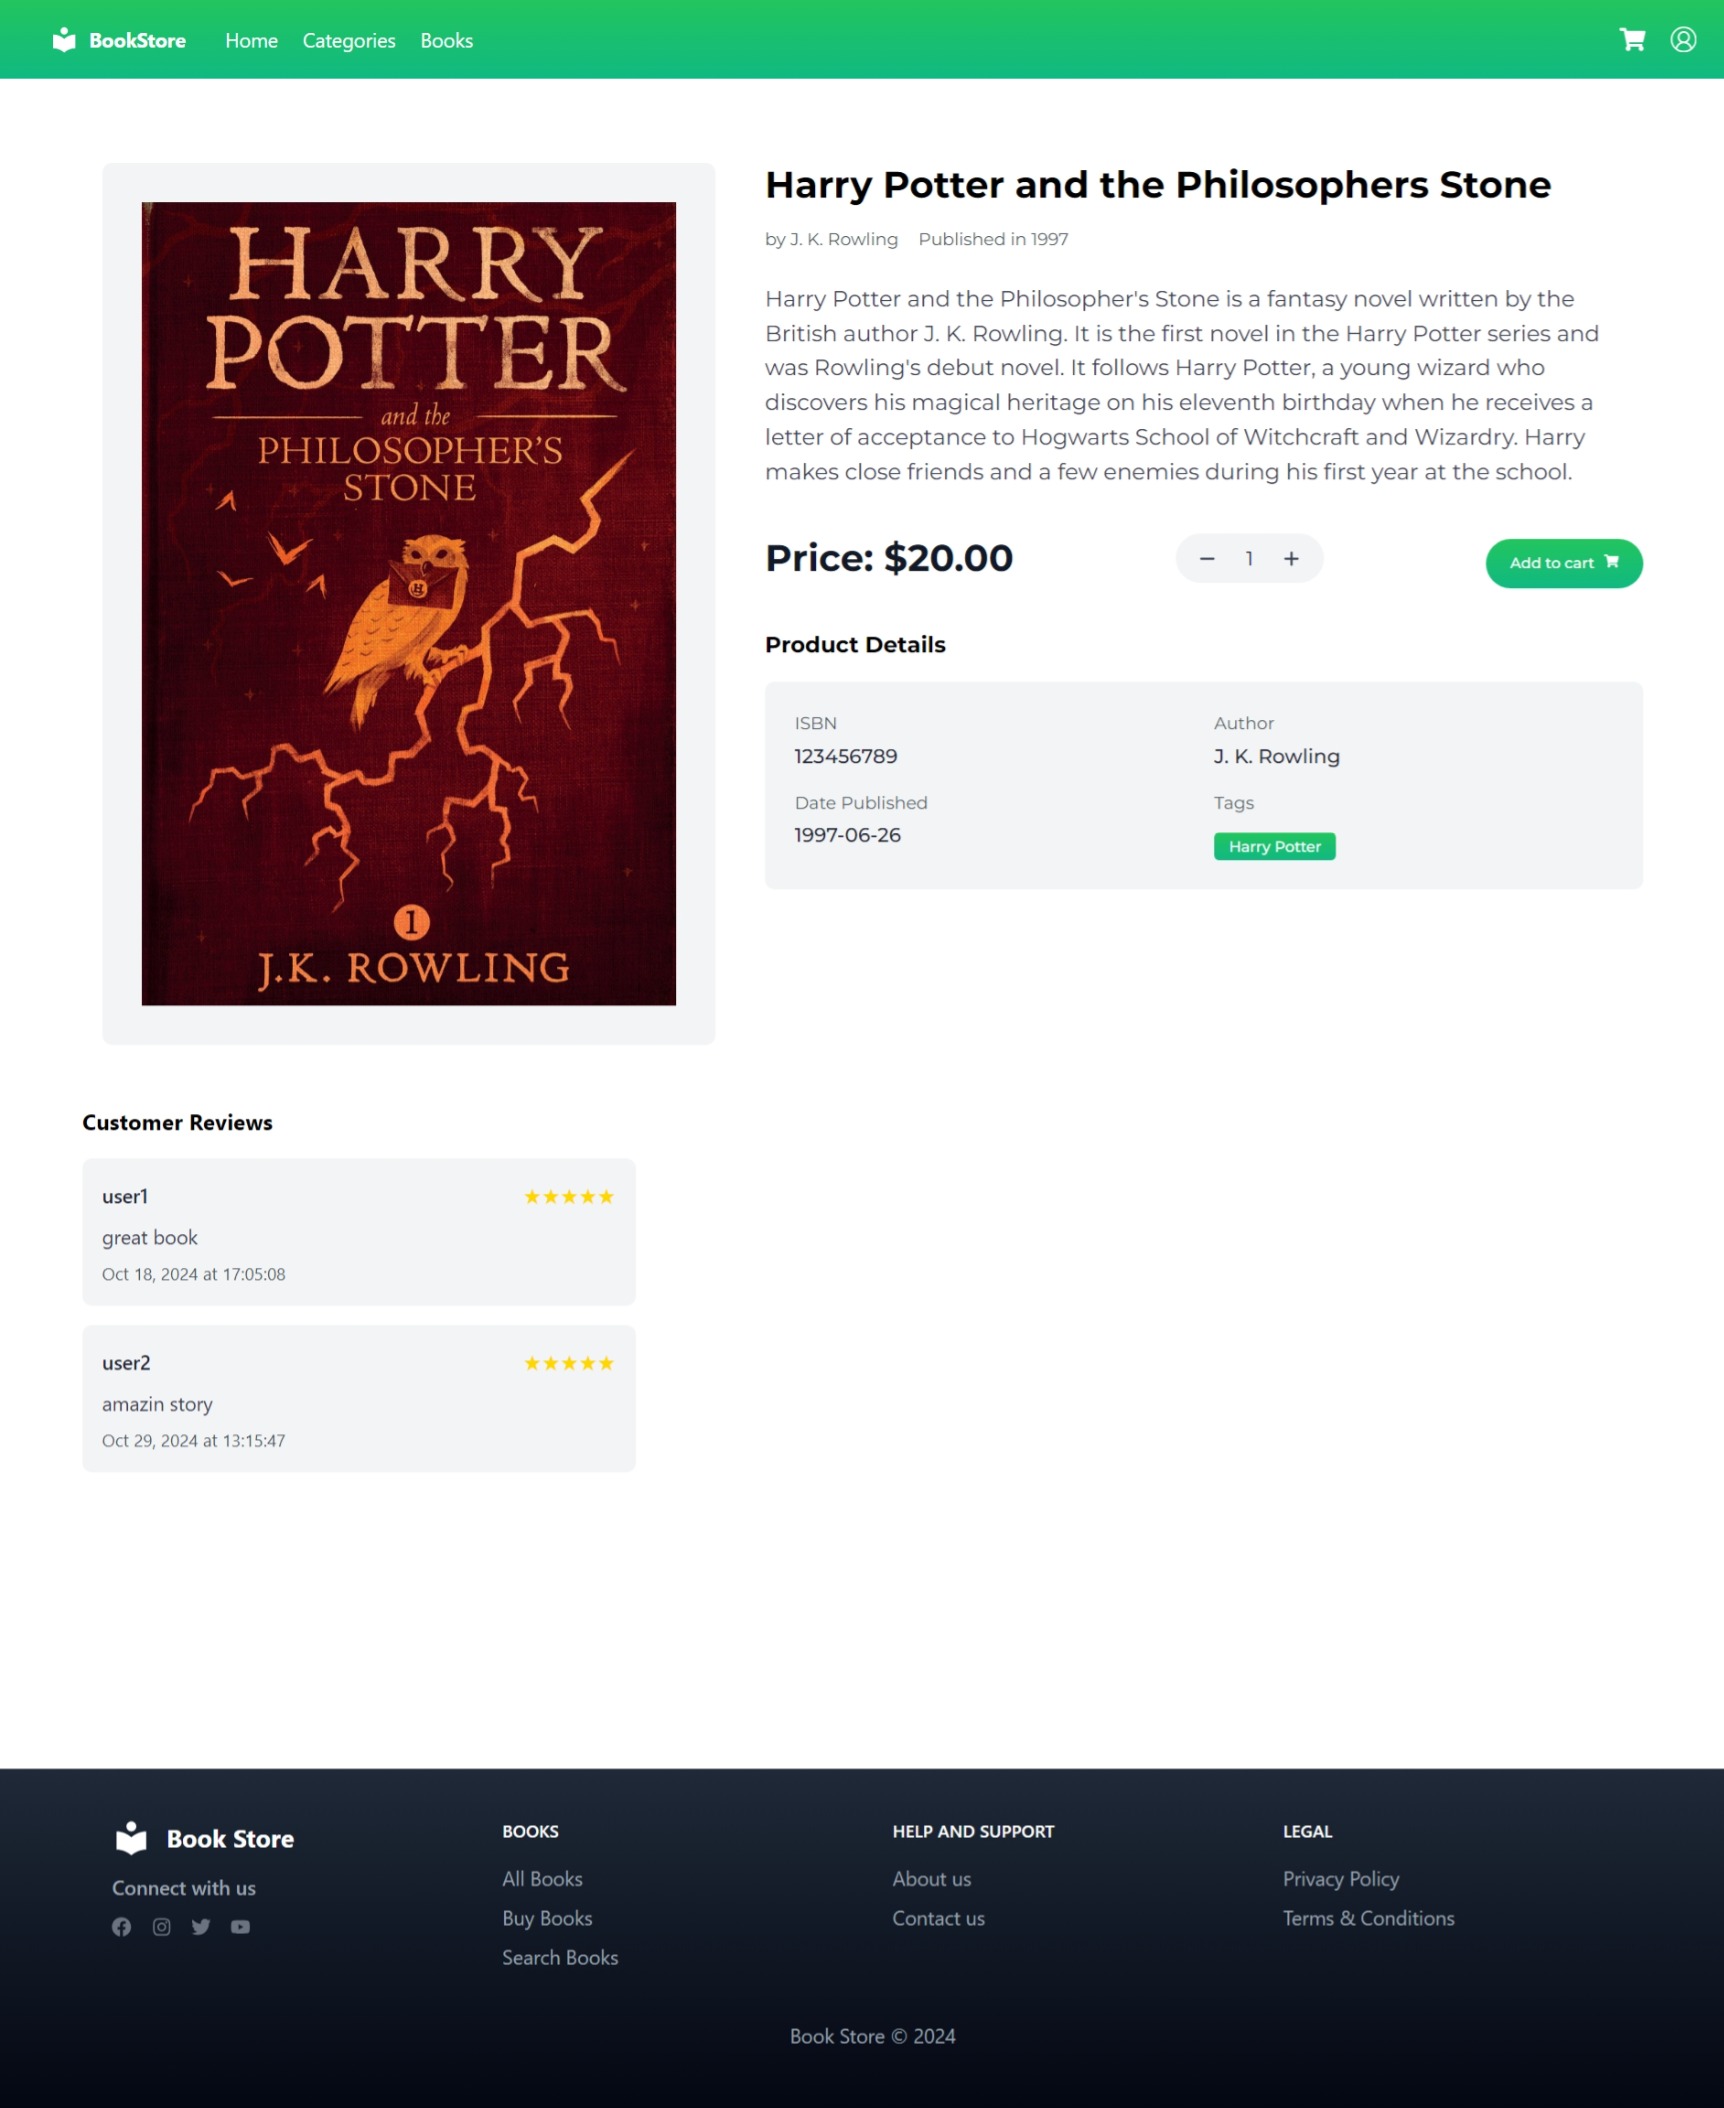 BookStore Home Categories Books
HARRY
POTTER
and the
PHILOSOPHER'S
STONE
H
1
J.K. ROWLING
Harry Potter and the Philosophers Stone
by J. K. Rowling Published in 1997
Harry Potter and the Philosopher's Stone is a fantasy novel written by the
British author J. K. Rowling. It is the first novel in the Harry Potter series and
was Rowling's debut novel. It follows Harry Potter, a young wizard who
discovers his magical heritage on his eleventh birthday when he receives a
letter of acceptance to Hogwarts School of Witchcraft and Wizardry. Harry
makes close friends and a few enemies during his first year at the school.
Price: $20.00 − 1 + Add to cart
Product Details
ISBN
123456789
Author
J. K. Rowling
Date Published
1997-06-26
Tags
Harry Potter
Customer Reviews
user1 ★★★★★
great book
Oct 18, 2024 at 17:05:08
user2 ★★★★★
amazin story
Oct 29, 2024 at 13:15:47
Book Store
Connect with us
BOOKS
All Books
Buy Books
Search Books
HELP AND SUPPORT
About us
Contact us
LEGAL
Privacy Policy
Terms & Conditions
Book Store © 2024